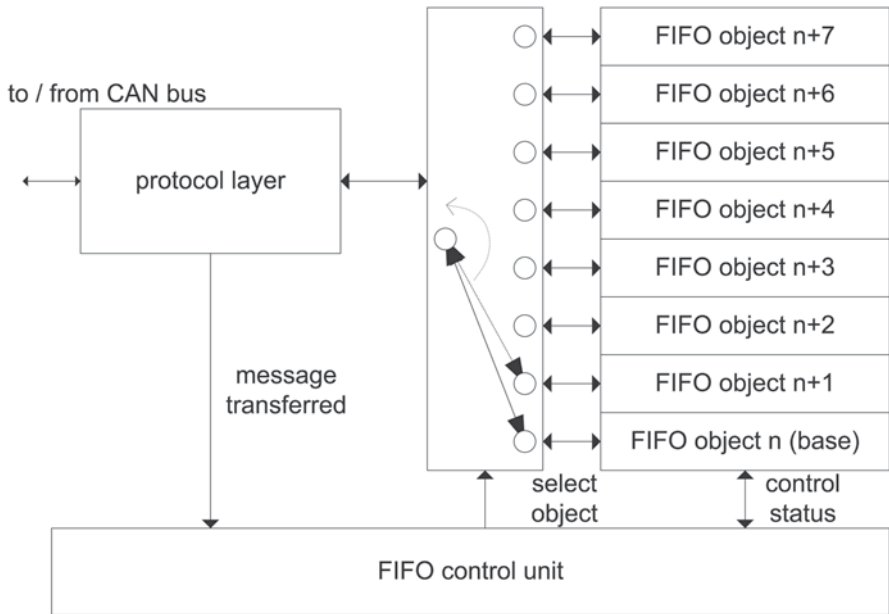 FIFO object n+7
to / from CAN bus
FIFO object n+6
protocol layer
FIFO object n+5
FIFO object n+4
FIFO object n+3
FIFO object n+2
message
transferred
FIFO object n+1
FIFO object n (base)
select
object
control
status
FIFO control unit